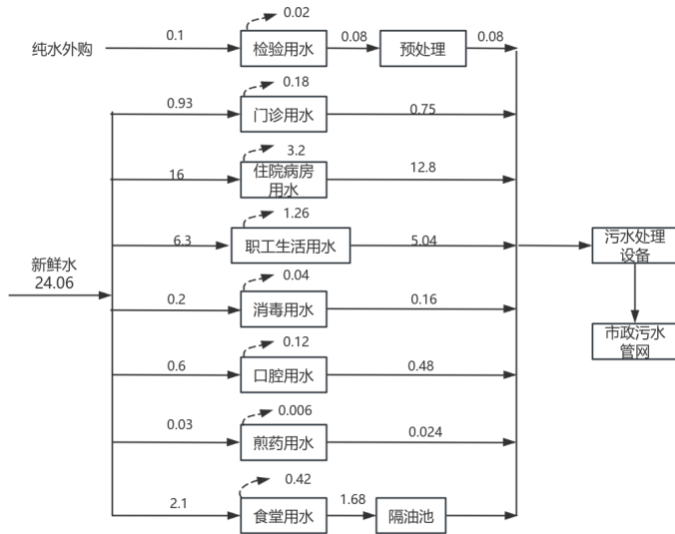 0.02
纯水外购
0.1
检验用水
0.08
预处理
0.08
0.18
0.93
门诊用水
0.75
3.2
16
住院病房
用水
12.8
1.26
6.3
职工生活用水
5.04
污水处理
设备
新鲜水
24.06
0.04
0.2
消毒用水
0.16
市政污水
管网
0.12
0.6
口腔用水
0.48
0.006
0.03
煎药用水
0.024
0.42
2.1
食堂用水
1.68
隔油池